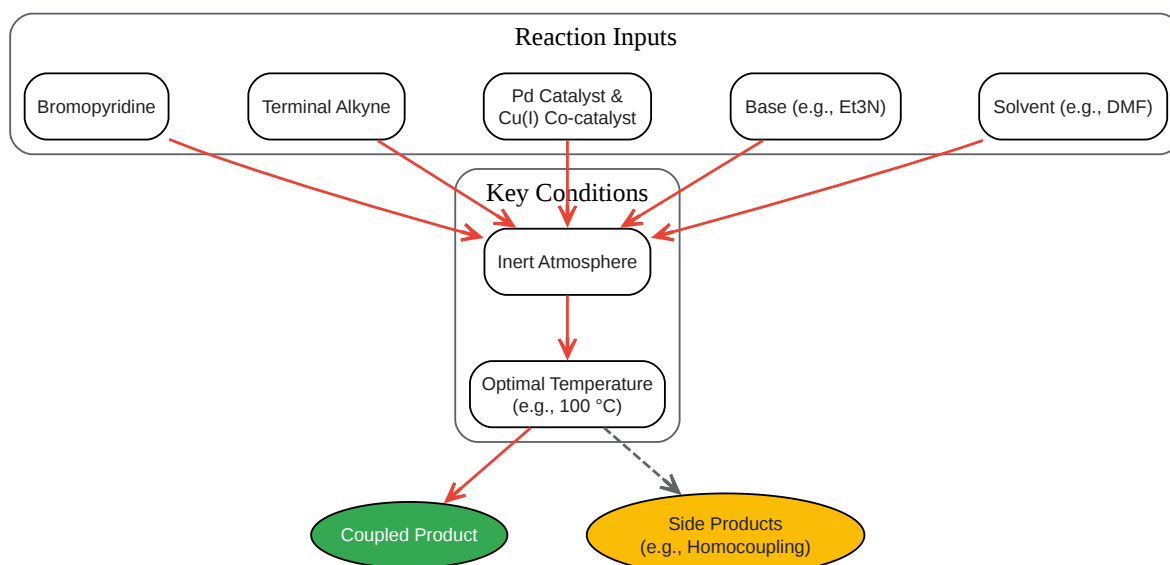 Reaction Inputs
Bromopyridine
Terminal Alkyne
Pd Catalyst &
Cu(I) Co-catalyst
Base (e.g., Et3N)
Solvent (e.g., DMF)
Key Conditions
Inert Atmosphere
Optimal Temperature
(e.g., 100 °C)
Coupled Product
Side Products
(e.g., Homocoupling)